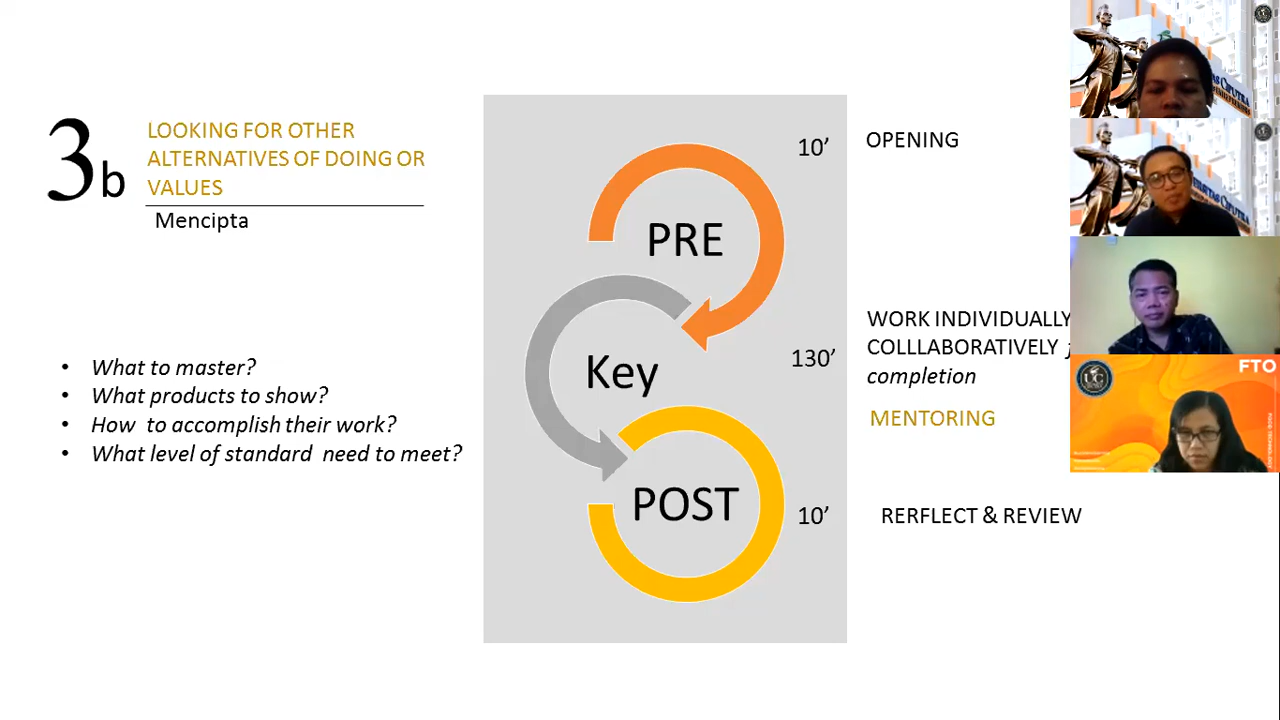 3b
LOOKING FOR OTHER
ALTERNATIVES OF DOING OR
VALUES
Mencipta
• What to master?
• What products to show?
• How to accomplish their work?
• What level of standard need to meet?
PRE
Key
POST
10’
OPENING
130’
WORK INDIVIDUALLY
COLLLABORATIVELY
completion
MENTORING
10’
RERFLECT & REVIEW
FTO
UC